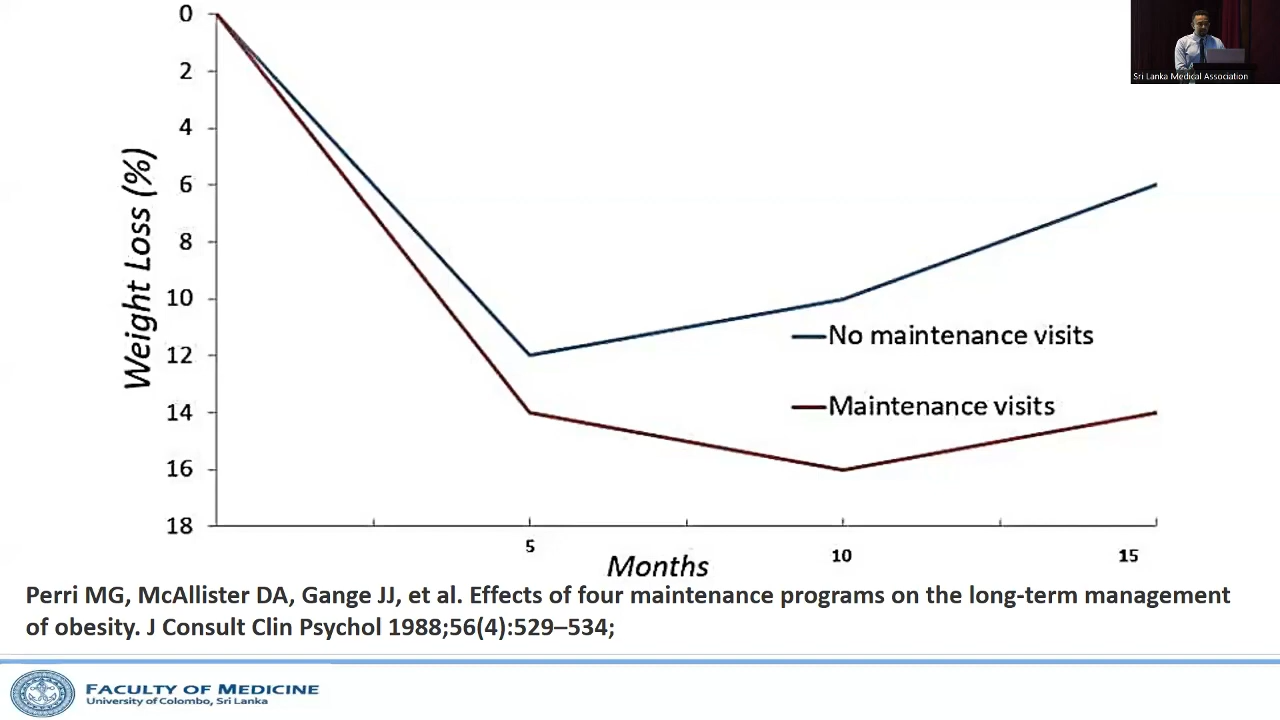 Sri Lanka Medical Association
0
2
4
6
8
10
12
14
16
18
Weight Loss (%)
No maintenance visits
Maintenance visits
5
10
15
Months
Perri MG, McAllister DA, Gange JJ, et al. Effects of four maintenance programs on the long-term management
of obesity. J Consult Clin Psychol 1988;56(4):529–534;
FACULTY OF MEDICINE
University of Colombo, Sri Lanka